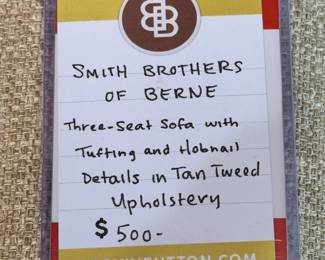 SMITH BROTHERS
OF BERNE
Three-Seat Sofa with
Tufting and Hobnail
Details in Tan Tweed
Upholstery
$500-